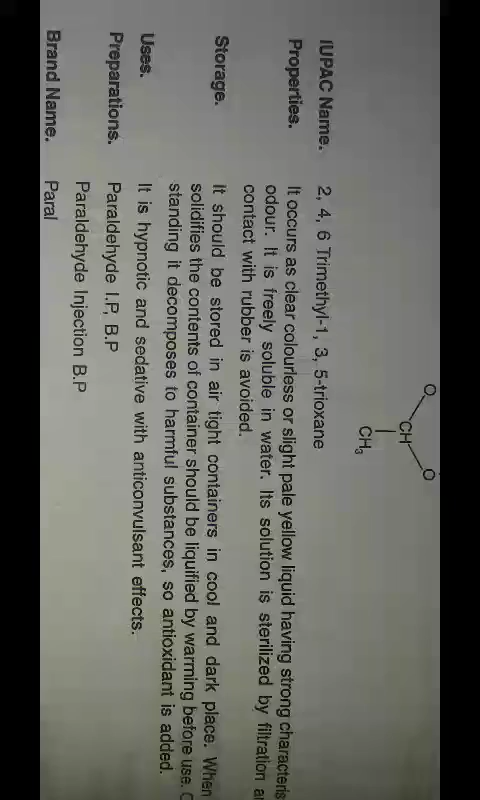 O O
CH
CH3
IUPAC Name. 2, 4, 6 Trimethyl-1, 3, 5-trioxane
Properties. It occurs as clear colourless or slight pale yellow liquid having strong characteris
odour. It is freely soluble in water. Its solution is sterilized by filtration a
contact with rubber is avoided.
Storage. It should be stored in air tight containers in cool and dark place. When
solidifies the contents of container should be liquified by warming before use.
standing it decomposes to harmful substances, so antioxidant is added.
Uses. It is hypnotic and sedative with anticonvulsant effects.
Preparations. Paraldehyde I.P, B.P
Paraldehyde Injection B.P
Brand Name. Paral